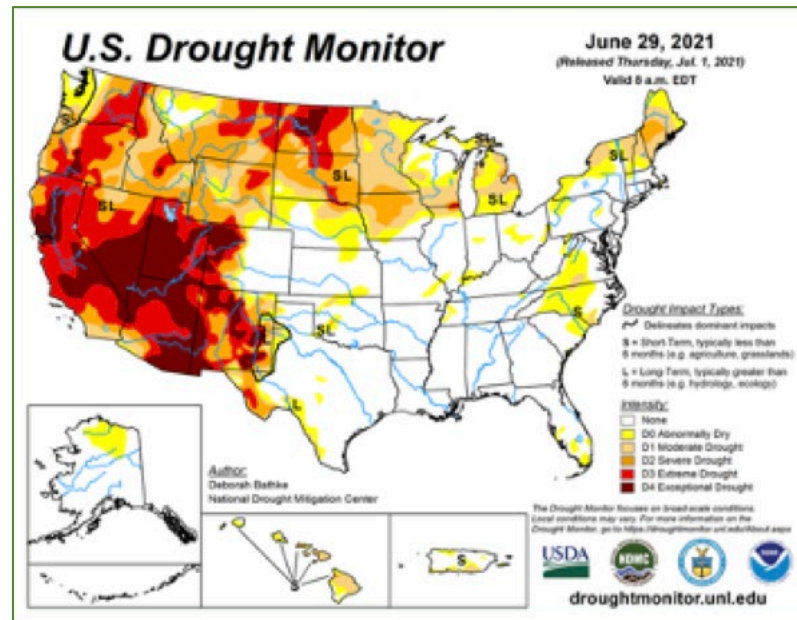 U.S. Drought Monitor
June 29, 2021
(Released Thursday, Jul. 1, 2021)
Valid 8 a.m. EDT
SL
SL
SL
SL
SL
S
L
L
Drought Impact Types:
Delineates dominant impacts
S = Short-Term, typically less than
6 months (e.g. agriculture, grasslands)
L = Long-Term, typically greater than
6 months (e.g. hydrology, ecology)
Intensity:
None
D0 Abnormally Dry
D1 Moderate Drought
D2 Severe Drought
D3 Extreme Drought
D4 Exceptional Drought
Author:
Deborah Bathke
National Drought Mitigation Center
S
S
The Drought Monitor focuses on broad-scale conditions.
Local conditions may vary. For more information on the
Drought Monitor, go to https://droughtmonitor.unl.edu/About.aspx
USDA
NDMC
NOAA
droughtmonitor.unl.edu